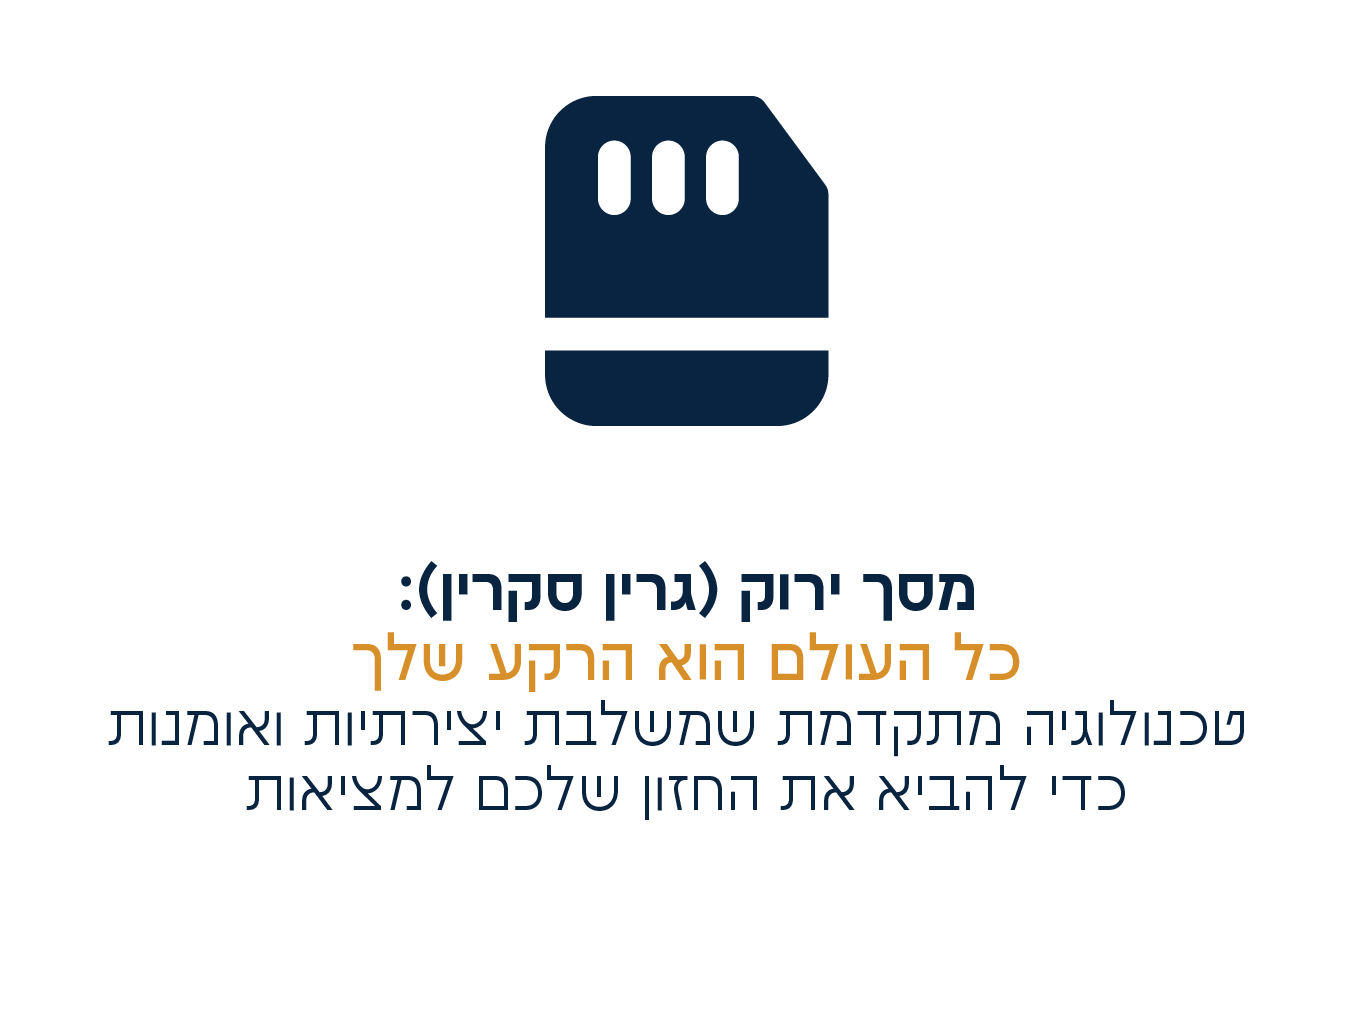 מסך ירוק (גרין סקרין):
כל העולם הוא הרקע שלך
טכנולוגיה מתקדמת שמשלבת יצירתיות ואומנות
כדי להביא את החזון שלכם למציאות